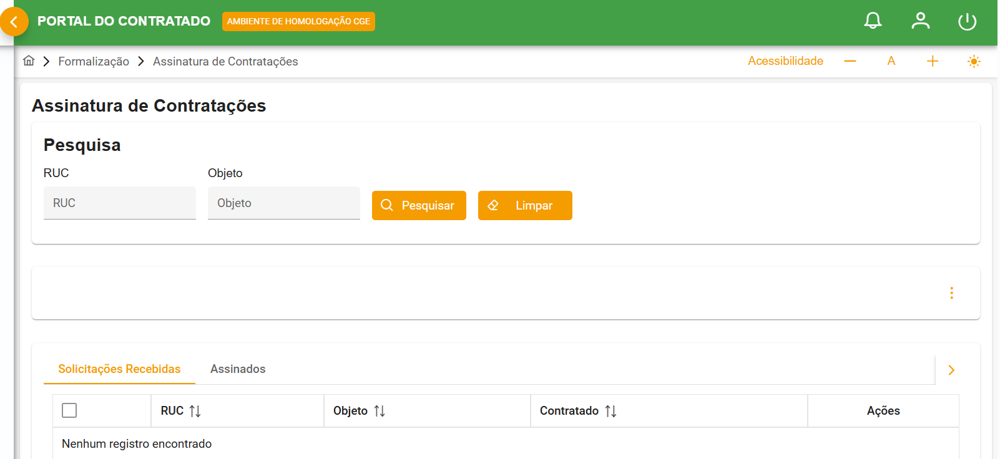 PORTAL DO CONTRATADO
AMBIENTE DE HOMOLOGAÇÃO CGE
Formalização
Assinatura de Contratações
Acessibilidade
A
Assinatura de Contratações
Pesquisa
RUC
Objeto
RUC
Objeto
Pesquisar
Limpar
Solicitações Recebidas
Assinados
RUC
Objeto
Contratado
Ações
Nenhum registro encontrado